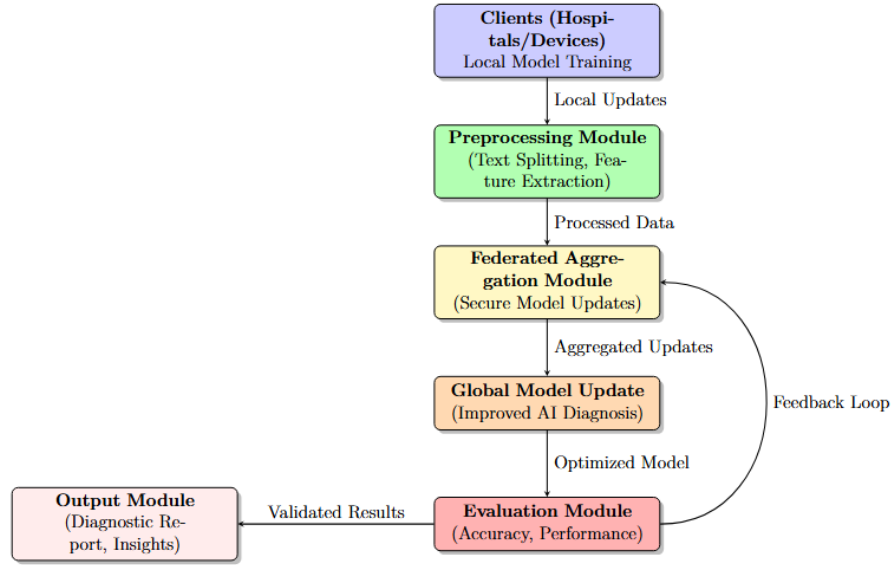 Clients (Hospi-
tals/Devices)
Local Model Training
Local Updates
Preprocessing Module
(Text Splitting, Fea-
ture Extraction)
Processed Data
Federated Aggre-
gation Module
(Secure Model Updates)
Aggregated Updates
Global Model Update
(Improved AI Diagnosis)
Feedback Loop
Optimized Model
Output Module
(Diagnostic Re-
port, Insights)
Validated Results
Evaluation Module
(Accuracy, Performance)